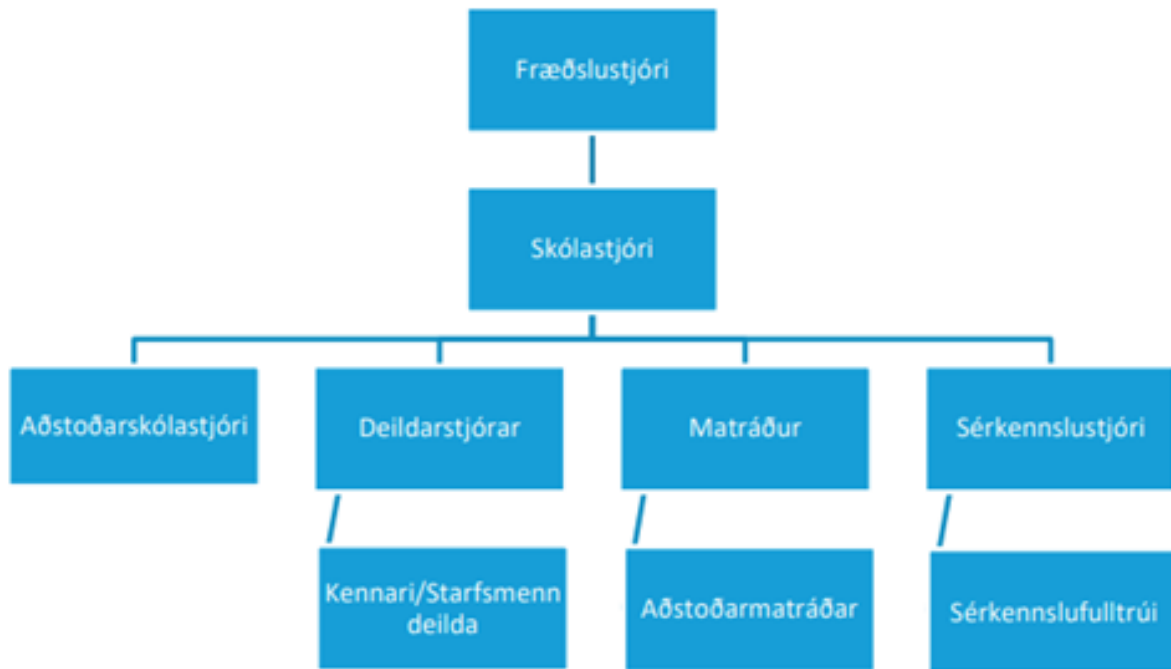 Fræðslustjóri
Skólastjóri
Aðstoðarskólastjóri
Deildarstjórar
Matráður
Sérkennslustjóri
Kennari/Starfsmenn
deilda
Aðstoðarmatráðar
Sérkennslufulltrúi